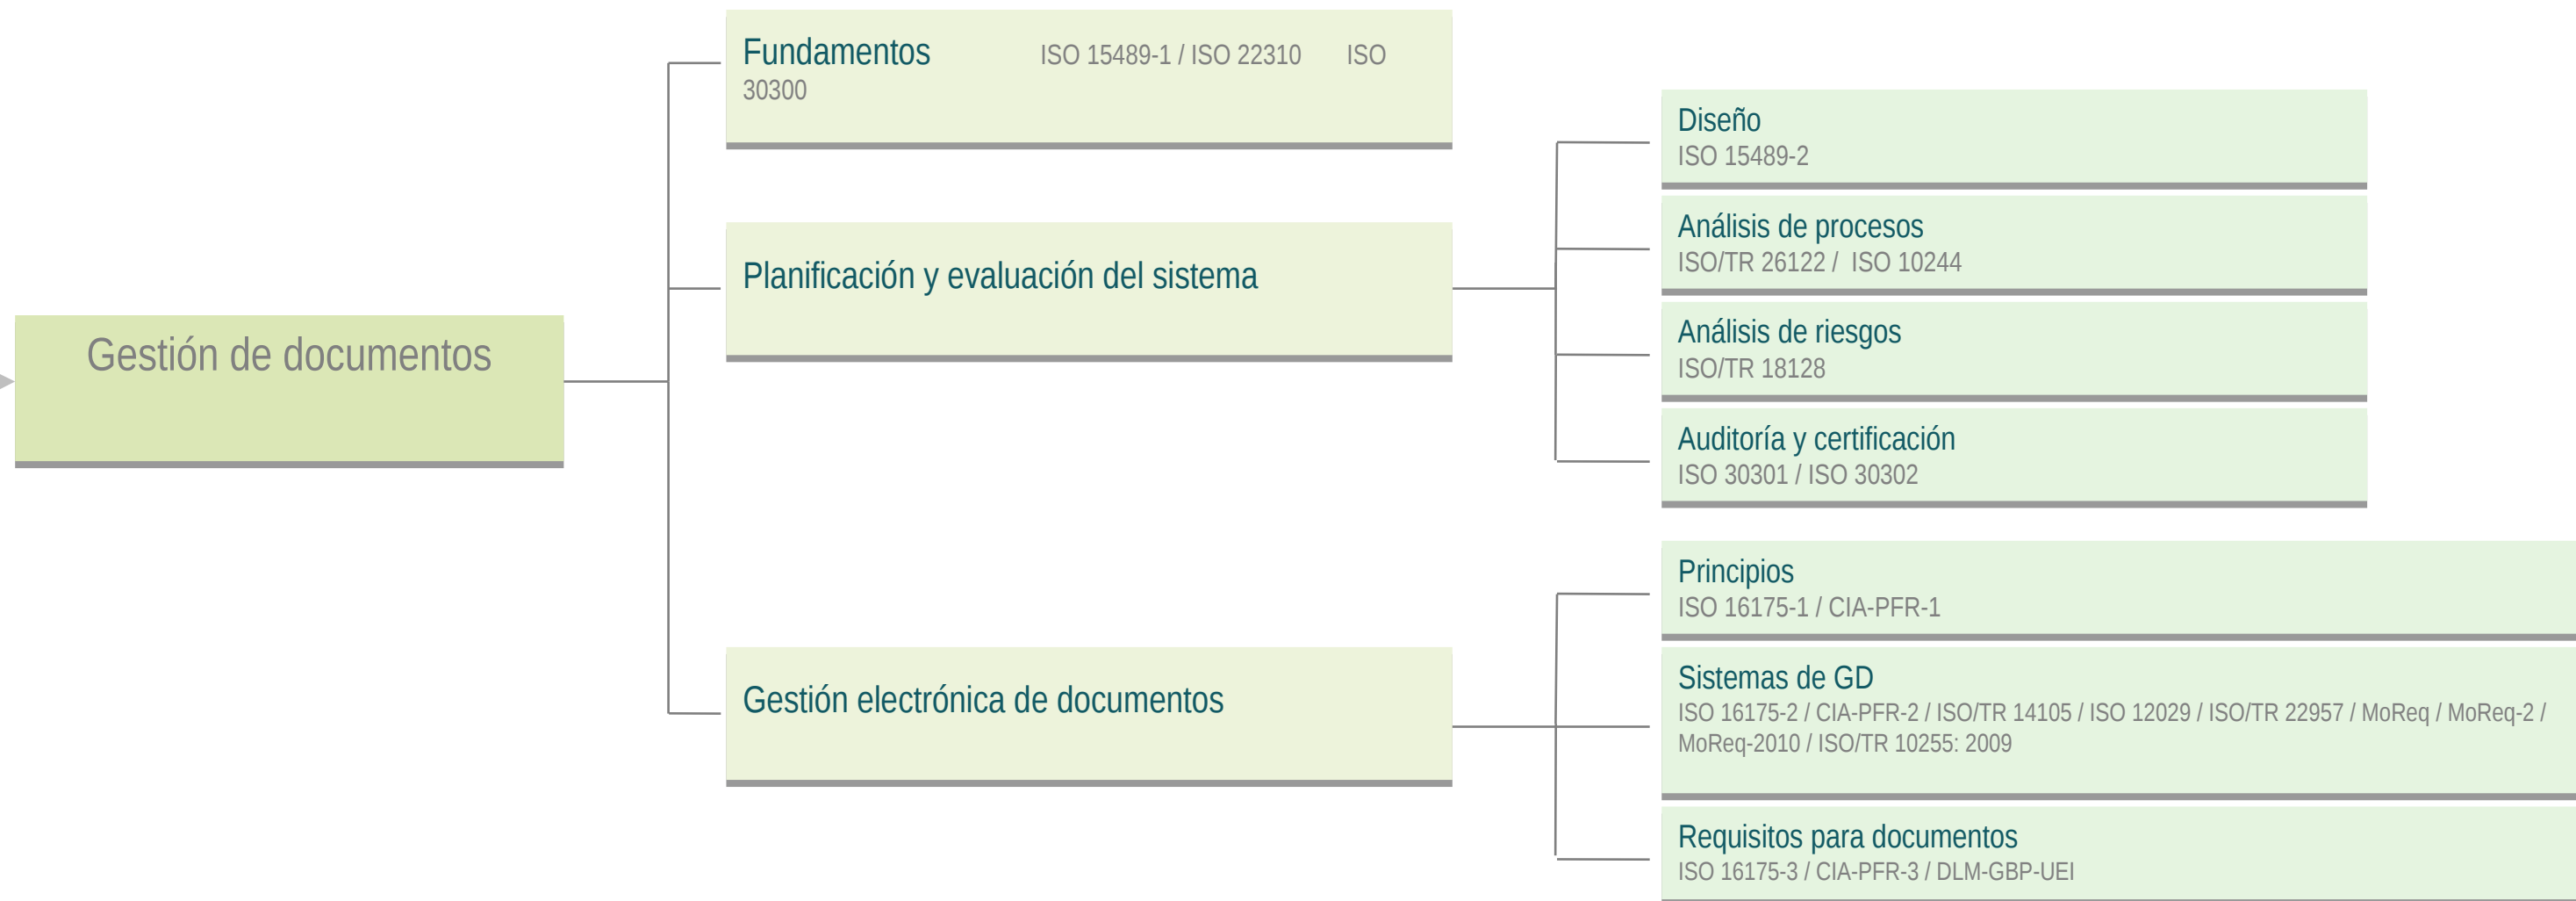 Gestión de documentos
Fundamentos ISO 15489-1 / ISO 22310 ISO
30300
Planificación y evaluación del sistema
Diseño
ISO 15489-2
Análisis de procesos
ISO/TR 26122 / ISO 10244
Análisis de riesgos
ISO/TR 18128
Auditoría y certificación
ISO 30301 / ISO 30302
Gestión electrónica de documentos
Principios
ISO 16175-1 / CIA-PFR-1
Sistemas de GD
ISO 16175-2 / CIA-PFR-2 / ISO/TR 14105 / ISO 12029 / ISO/TR 22957 / MoReq / MoReq-2 /
MoReq-2010 / ISO/TR 10255: 2009
Requisitos para documentos
ISO 16175-3 / CIA-PFR-3 / DLM-GBP-UEI